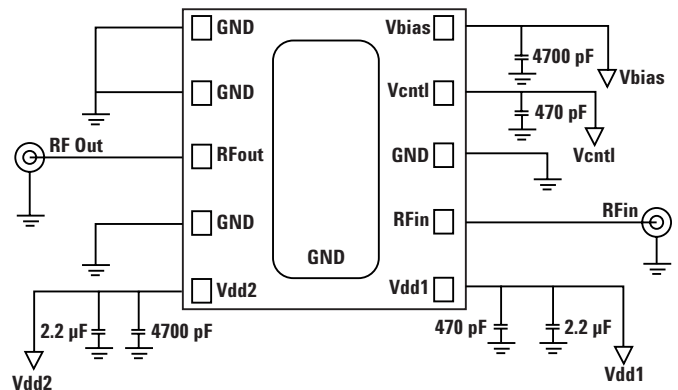 GND
Vbias
4700 pF
Vbias
GND
Vcntl
470 pF
Vcntl
RF Out
RFout
GND
GND
RFin
RFin
GND
Vdd2
Vdd1
2.2 µF
4700 pF
470 pF
2.2 µF
Vdd2
Vdd1